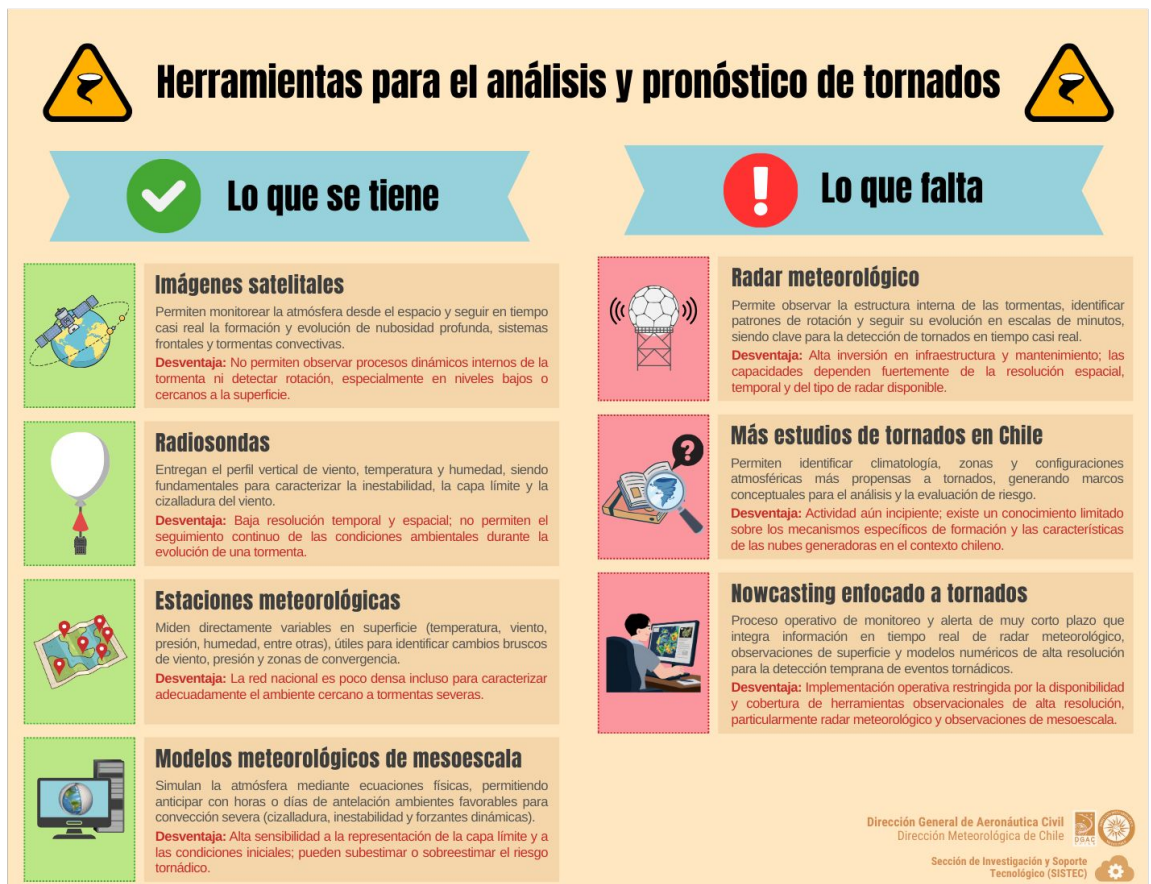 Herramientas para el análisis y pronóstico de tornados
Lo que se tiene
Imágenes satelitales
Permiten monitorear la atmósfera desde el espacio y seguir en tiempo
casi real la formación y evolución de nubosidad profunda, sistemas
frontales y tormentas convectivas.
Desventaja: No permiten observar procesos dinámicos internos de la
tormenta ni detectar rotación, especialmente en niveles bajos o
cercanos a la superficie.
Radiosondas
Entregan el perfil vertical de viento, temperatura y humedad, siendo
fundamentales para caracterizar la inestabilidad, la capa límite y la
cizalladura del viento.
Desventaja: Baja resolución temporal y espacial; no permiten el
seguimiento continuo de las condiciones ambientales durante la
evolución de una tormenta.
Estaciones meteorológicas
Miden directamente variables en superficie (temperatura, viento,
presión, humedad, entre otras), útiles para identificar cambios bruscos
de viento, presión y zonas de convergencia.
Desventaja: La red nacional es poco densa incluso para caracterizar
adecuadamente el ambiente cercano a tormentas severas.
Modelos meteorológicos de mesoescala
Simulan la atmósfera mediante ecuaciones físicas, permitiendo
anticipar con horas o días de antelación ambientes favorables para
convección severa (cizalladura, inestabilidad y forzantes dinámicas).
Desventaja: Alta sensibilidad a la representación de la capa límite y a
las condiciones iniciales; pueden subestimar o sobreestimar el riesgo
tornádico.
Lo que falta
Radar meteorológico
Permite observar la estructura interna de las tormentas, identificar
patrones de rotación y seguir su evolución en escalas de minutos,
siendo clave para la detección de tornados en tiempo casi real.
Desventaja: Alta inversión en infraestructura y mantenimiento; las
capacidades dependen fuertemente de la resolución espacial,
temporal y del tipo de radar disponible.
Más estudios de tornados en Chile
Permiten identificar climatología, zonas y configuraciones
atmosféricas más propensas a tornados, generando marcos
conceptuales para el análisis y la evaluación de riesgo.
Desventaja: Actividad aún incipiente; existe un conocimiento limitado
sobre los mecanismos específicos de formación y las características
de las nubes generadoras en el contexto chileno.
Nowcasting enfocado a tornados
Proceso operativo de monitoreo y alerta de muy corto plazo que
integra información en tiempo real de radar meteorológico,
observaciones de superficie y modelos numéricos de alta resolución
para la detección temprana de eventos tornádicos.
Desventaja: Implementación operativa restringida por la disponibilidad
y cobertura de herramientas observacionales de alta resolución,
particularmente radar meteorológico y observaciones de mesoescala.
Dirección General de Aeronáutica Civil
Dirección Meteorológica de Chile
DGAC
Sección de Investigación y Soporte
Tecnológico (SISTEC)